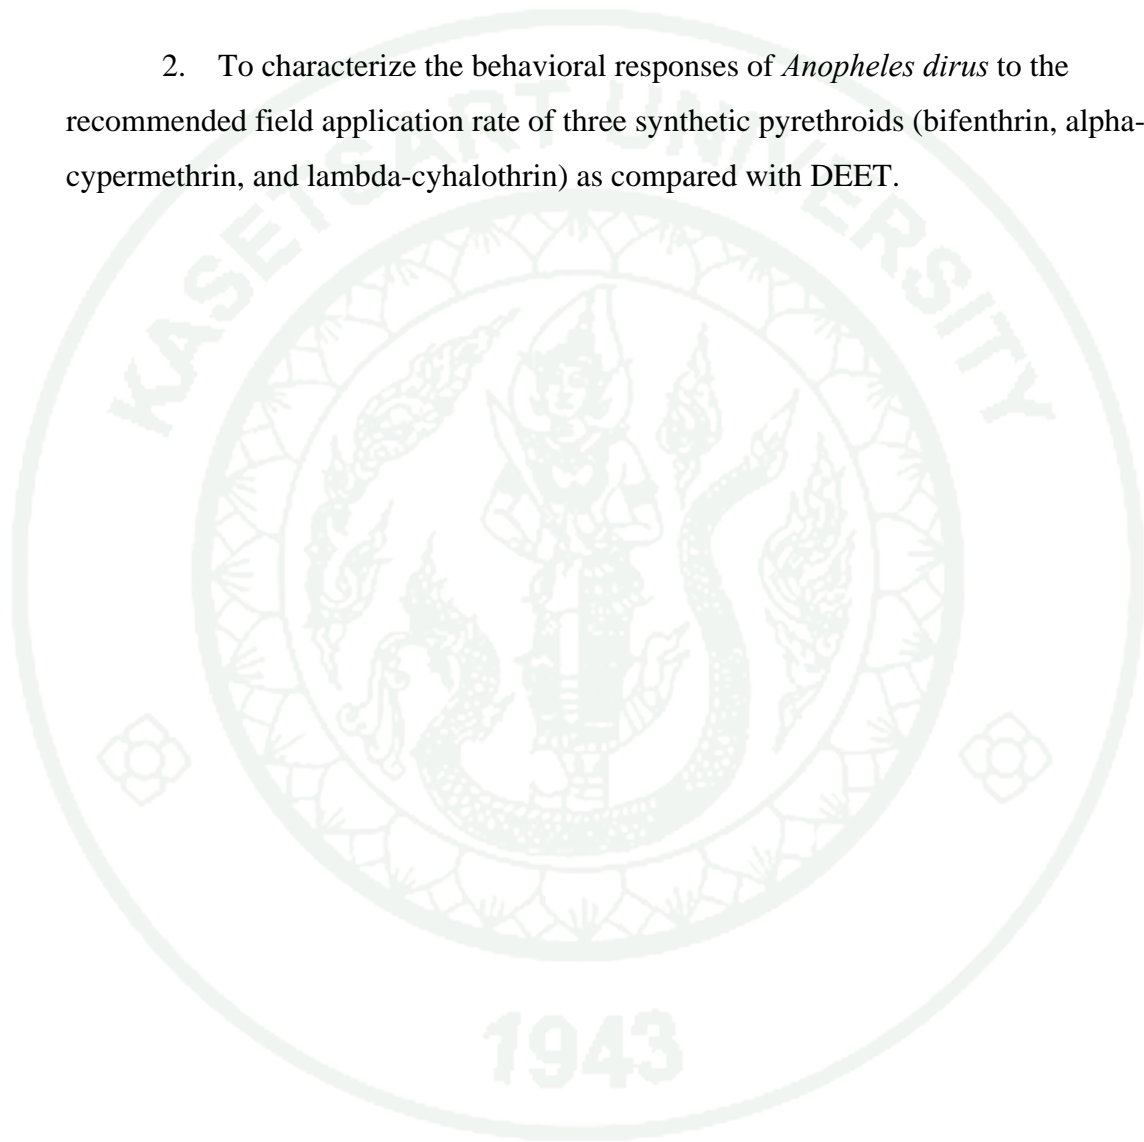 2. To characterize the behavioral responses of Anopheles dirus to the
recommended field application rate of three synthetic pyrethroids (bifenthrin, alpha-
cypermethrin, and lambda-cyhalothrin) as compared with DEET.
KASETSART UNIVERSITY
1943